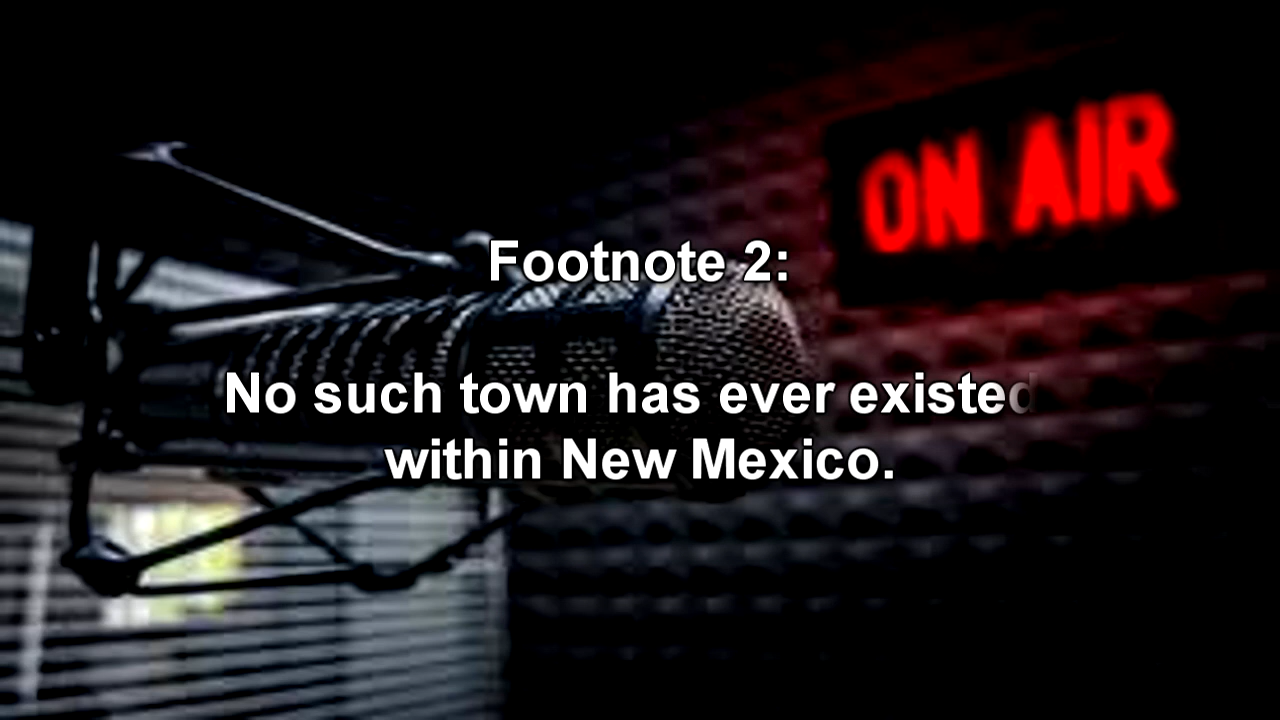 ON AIR
Footnote 2:
No such town has ever existed
within New Mexico.